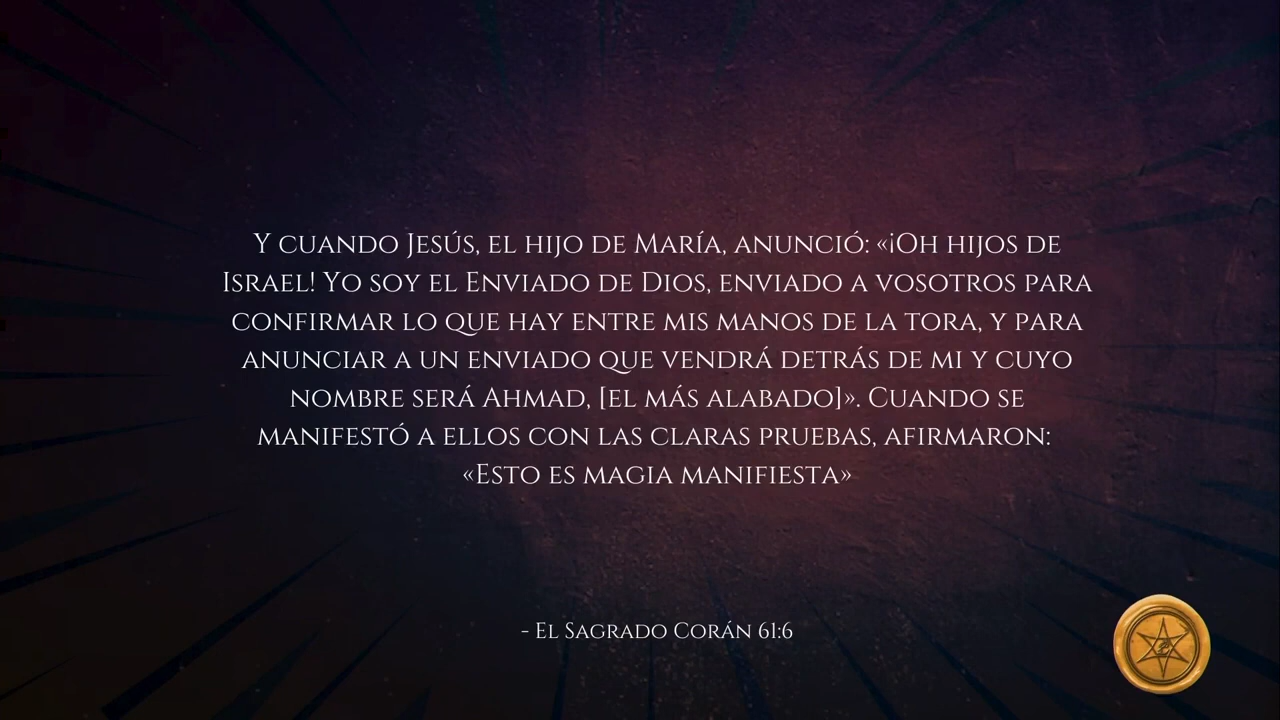 Y cuando Jesús, el hijo de María, anunció: «¡Oh hijos de
Israel! Yo soy el Enviado de Dios, enviado a vosotros para
confirmar lo que hay entre mis manos de la tora, y para
anunciar a un enviado que vendrá detrás de mi y cuyo
nombre será Ahmad, [el más alabado]». Cuando se
manifestó a ellos con las claras pruebas, afirmaron:
«Esto es magia manifiesta»
- El Sagrado Corán 61:6